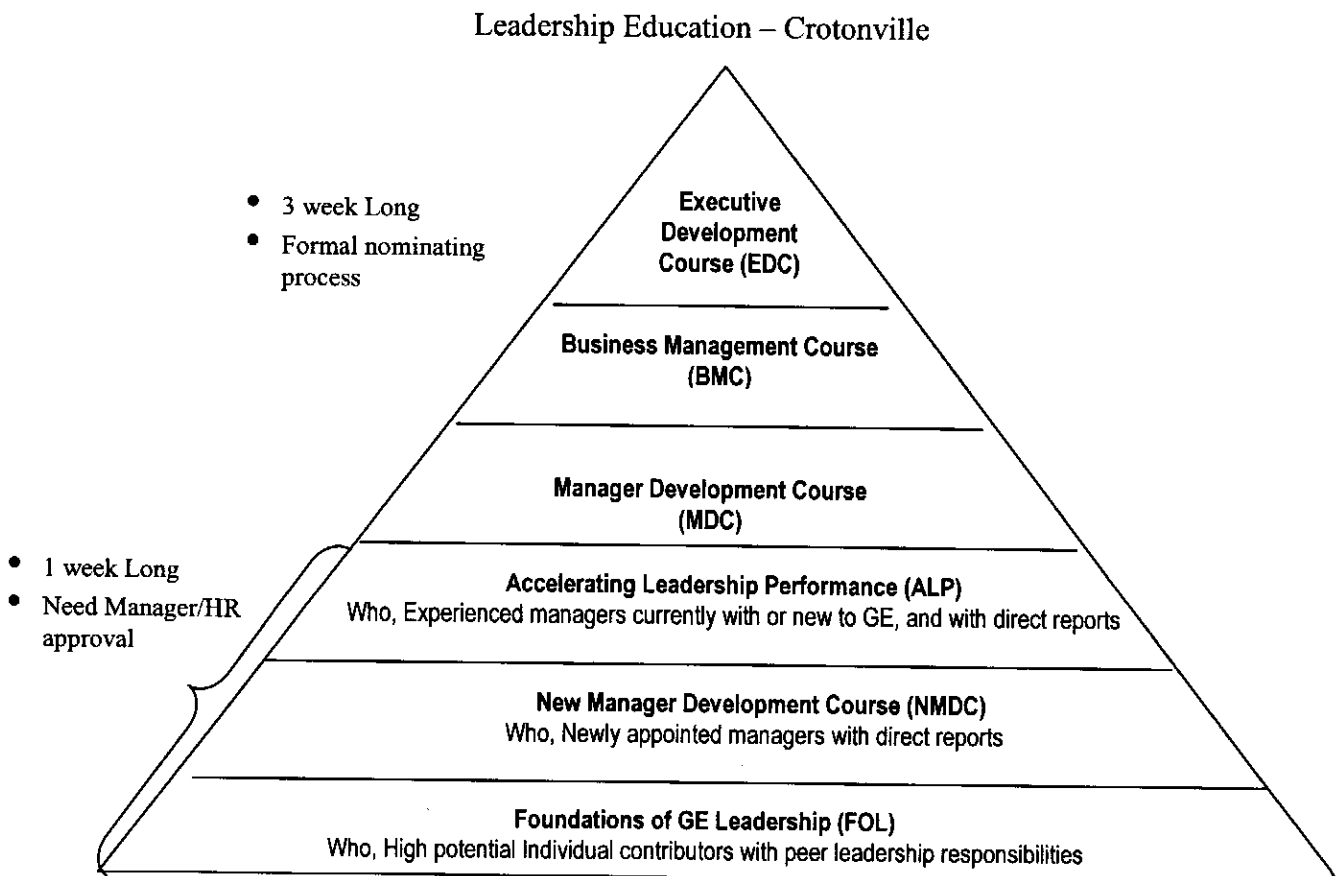 Leadership Education – Crotonville
• 3 week Long
• Formal nominating
process
Executive
Development
Course (EDC)
Business Management Course
(BMC)
Manager Development Course
(MDC)
• 1 week Long
• Need Manager/HR
approval
Accelerating Leadership Performance (ALP)
Who, Experienced managers currently with or new to GE, and with direct reports
New Manager Development Course (NMDC)
Who, Newly appointed managers with direct reports
Foundations of GE Leadership (FOL)
Who, High potential Individual contributors with peer leadership responsibilities